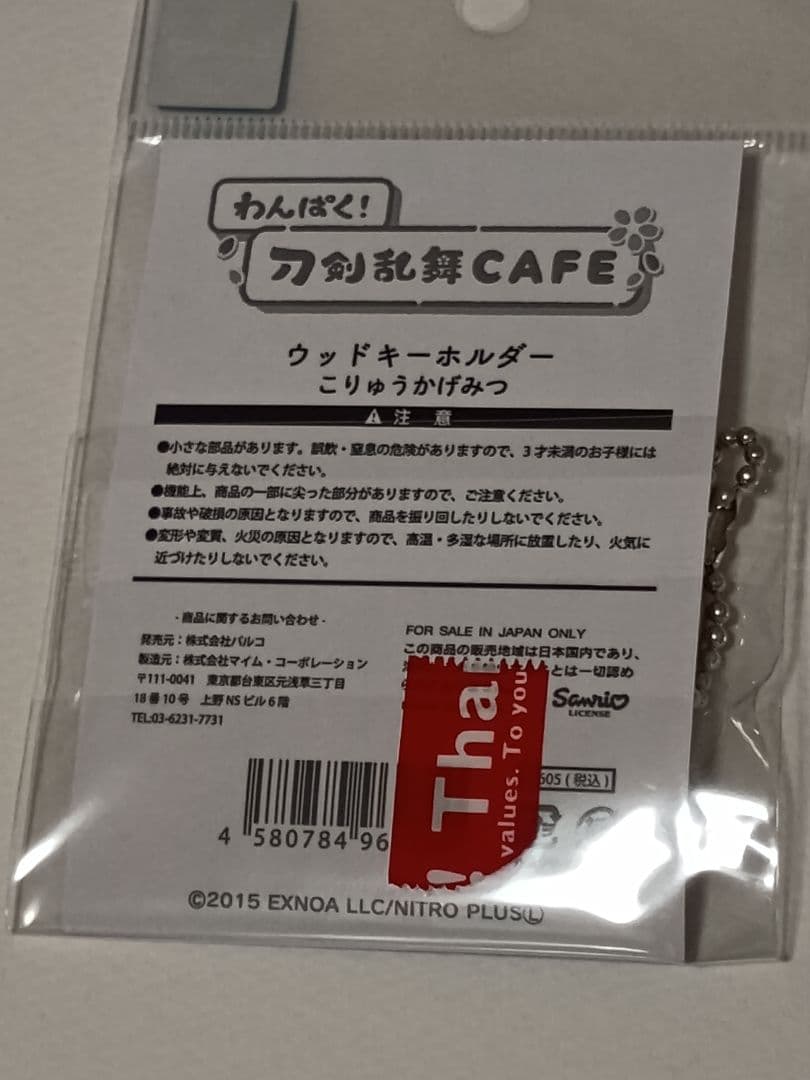 わんぱく!
刀剣乱舞CAFE
ウッドキーホルダー
こりゅうかげみつ
⚠ 注 意
●小さな部品があります。誤飲・窒息の危険がありますので、3才未満のお子様には
絶対に与えないでください。
●機能上、商品の一部に尖った部分がありますので、ご注意ください。
●事故や破損の原因となりますので、商品を振り回したりしないでください。
●変形や変質、火災の原因となりますので、高温・多湿な場所に放置したり、火気に
近づけたりしないでください。
- 商品に関するお問い合わせ -
発売元：株式会社パルコ
製造元：株式会社マイム・コーポレーション
〒111-0041 東京都台東区元浅草三丁目
18番10号 上野NSビル6階
TEL:03-6231-7731
FOR SALE IN JAPAN ONLY
この商品の販売地域は日本国内であり、
とは一切認め
Sanrio
LICENSE
! Tha
values. To you
605(税込)
4 580784 96
©2015 EXNOA LLC/NITRO PLUSⓁ